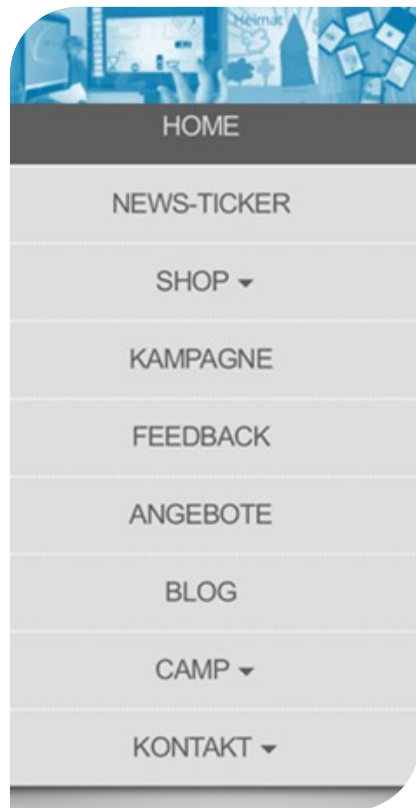 Heimat
HOME
NEWS-TICKER
SHOP
KAMPAGNE
FEEDBACK
ANGEBOTE
BLOG
CAMP
KONTAKT